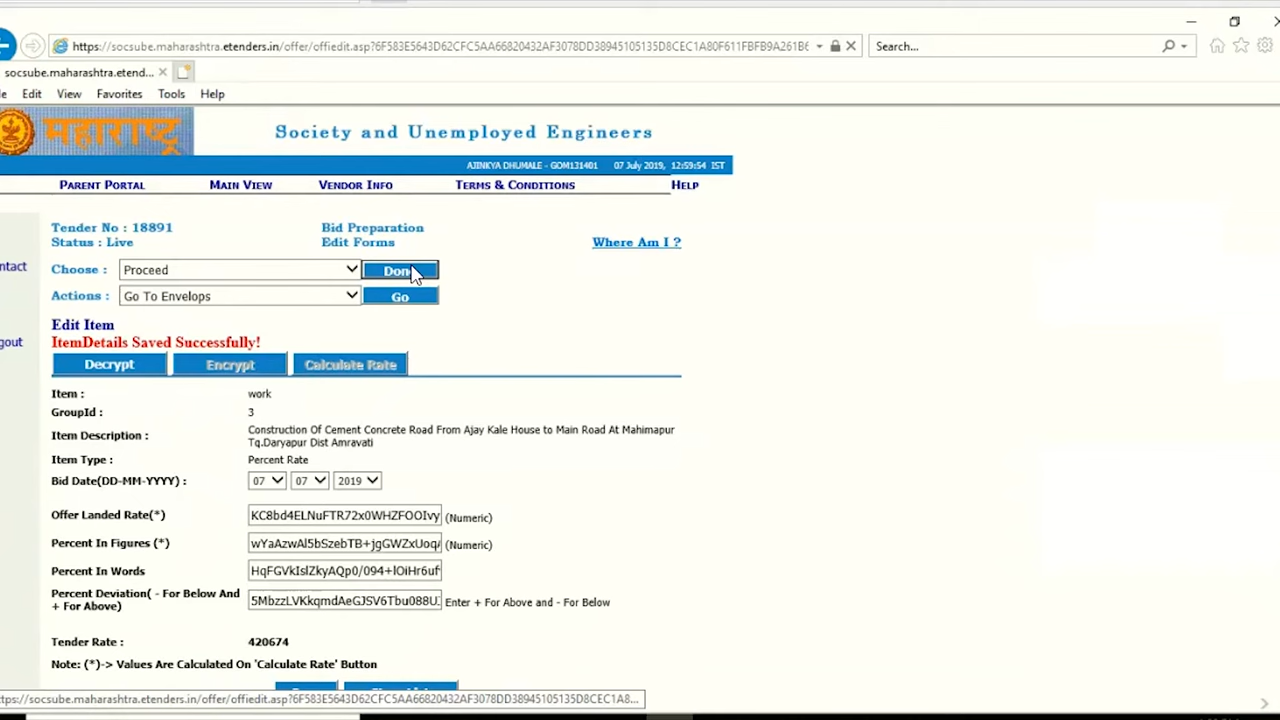 https://socsube.maharashtra.etenders.in/offer/offiedit.asp?6F583E5643D62CFC5AA66820432AF3078DD38945105135D8CEC1A80F611FBFB9A261B6
Search...
socsube.maharashtra.etend...
Edit View Favorites Tools Help
महाराष्ट्र
Society and Unemployed Engineers
AJINKYA DHUMALE - GOM131401 07 July 2019, 12:59:54 IST
PARENT PORTAL MAIN VIEW VENDOR INFO TERMS & CONDITIONS HELP
Tender No : 18891 Bid Preparation
Status : Live Edit Forms Where Am I ?
Choose : Proceed Done
Actions : Go To Envelops Go
Edit Item
ItemDetails Saved Successfully!
Decrypt Encrypt Calculate Rate
Item : work
GroupId : 3
Item Description : Construction Of Cement Concrete Road From Ajay Kale House to Main Road At Mahimapur
Tq.Daryapur Dist Amravati
Item Type : Percent Rate
Bid Date(DD-MM-YYYY) : 07 07 2019
Offer Landed Rate(*) KC8bd4ELNuFTR72x0WHZFOOIvy (Numeric)
Percent In Figures (*) wYaAzwAl5bSzebTB+jgGWZxUoq (Numeric)
Percent In Words HqFGVkIslZkyAQp0/094+lOiHr6uf
Percent Deviation( - For Below And
+ For Above) 5MbzzLVKkqmdAeGJSV6Tbu088U Enter + For Above and - For Below
Tender Rate : 420674
Note: (*)-> Values Are Calculated On 'Calculate Rate' Button
ttps://socsube.maharashtra.etenders.in/offer/offiedit.asp?6F583E5643D62CFC5AA66820432AF3078DD38945105135D8CEC1A8...